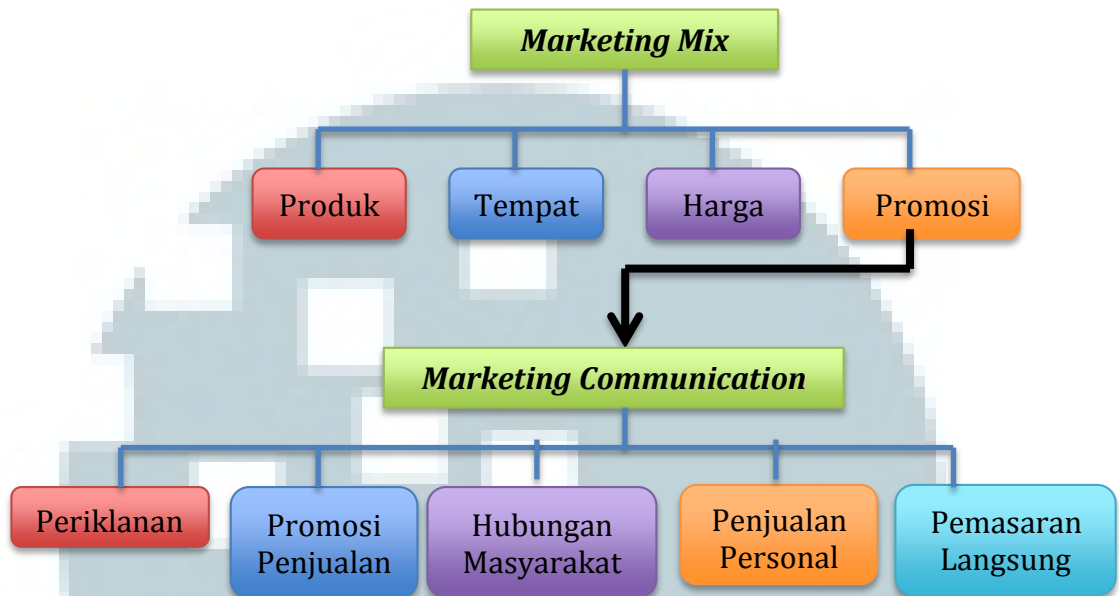 Marketing Mix
Produk
Tempat
Harga
Promosi
Marketing Communication
Periklanan
Promosi
Penjualan
Hubungan
Masyarakat
Penjualan
Personal
Pemasaran
Langsung